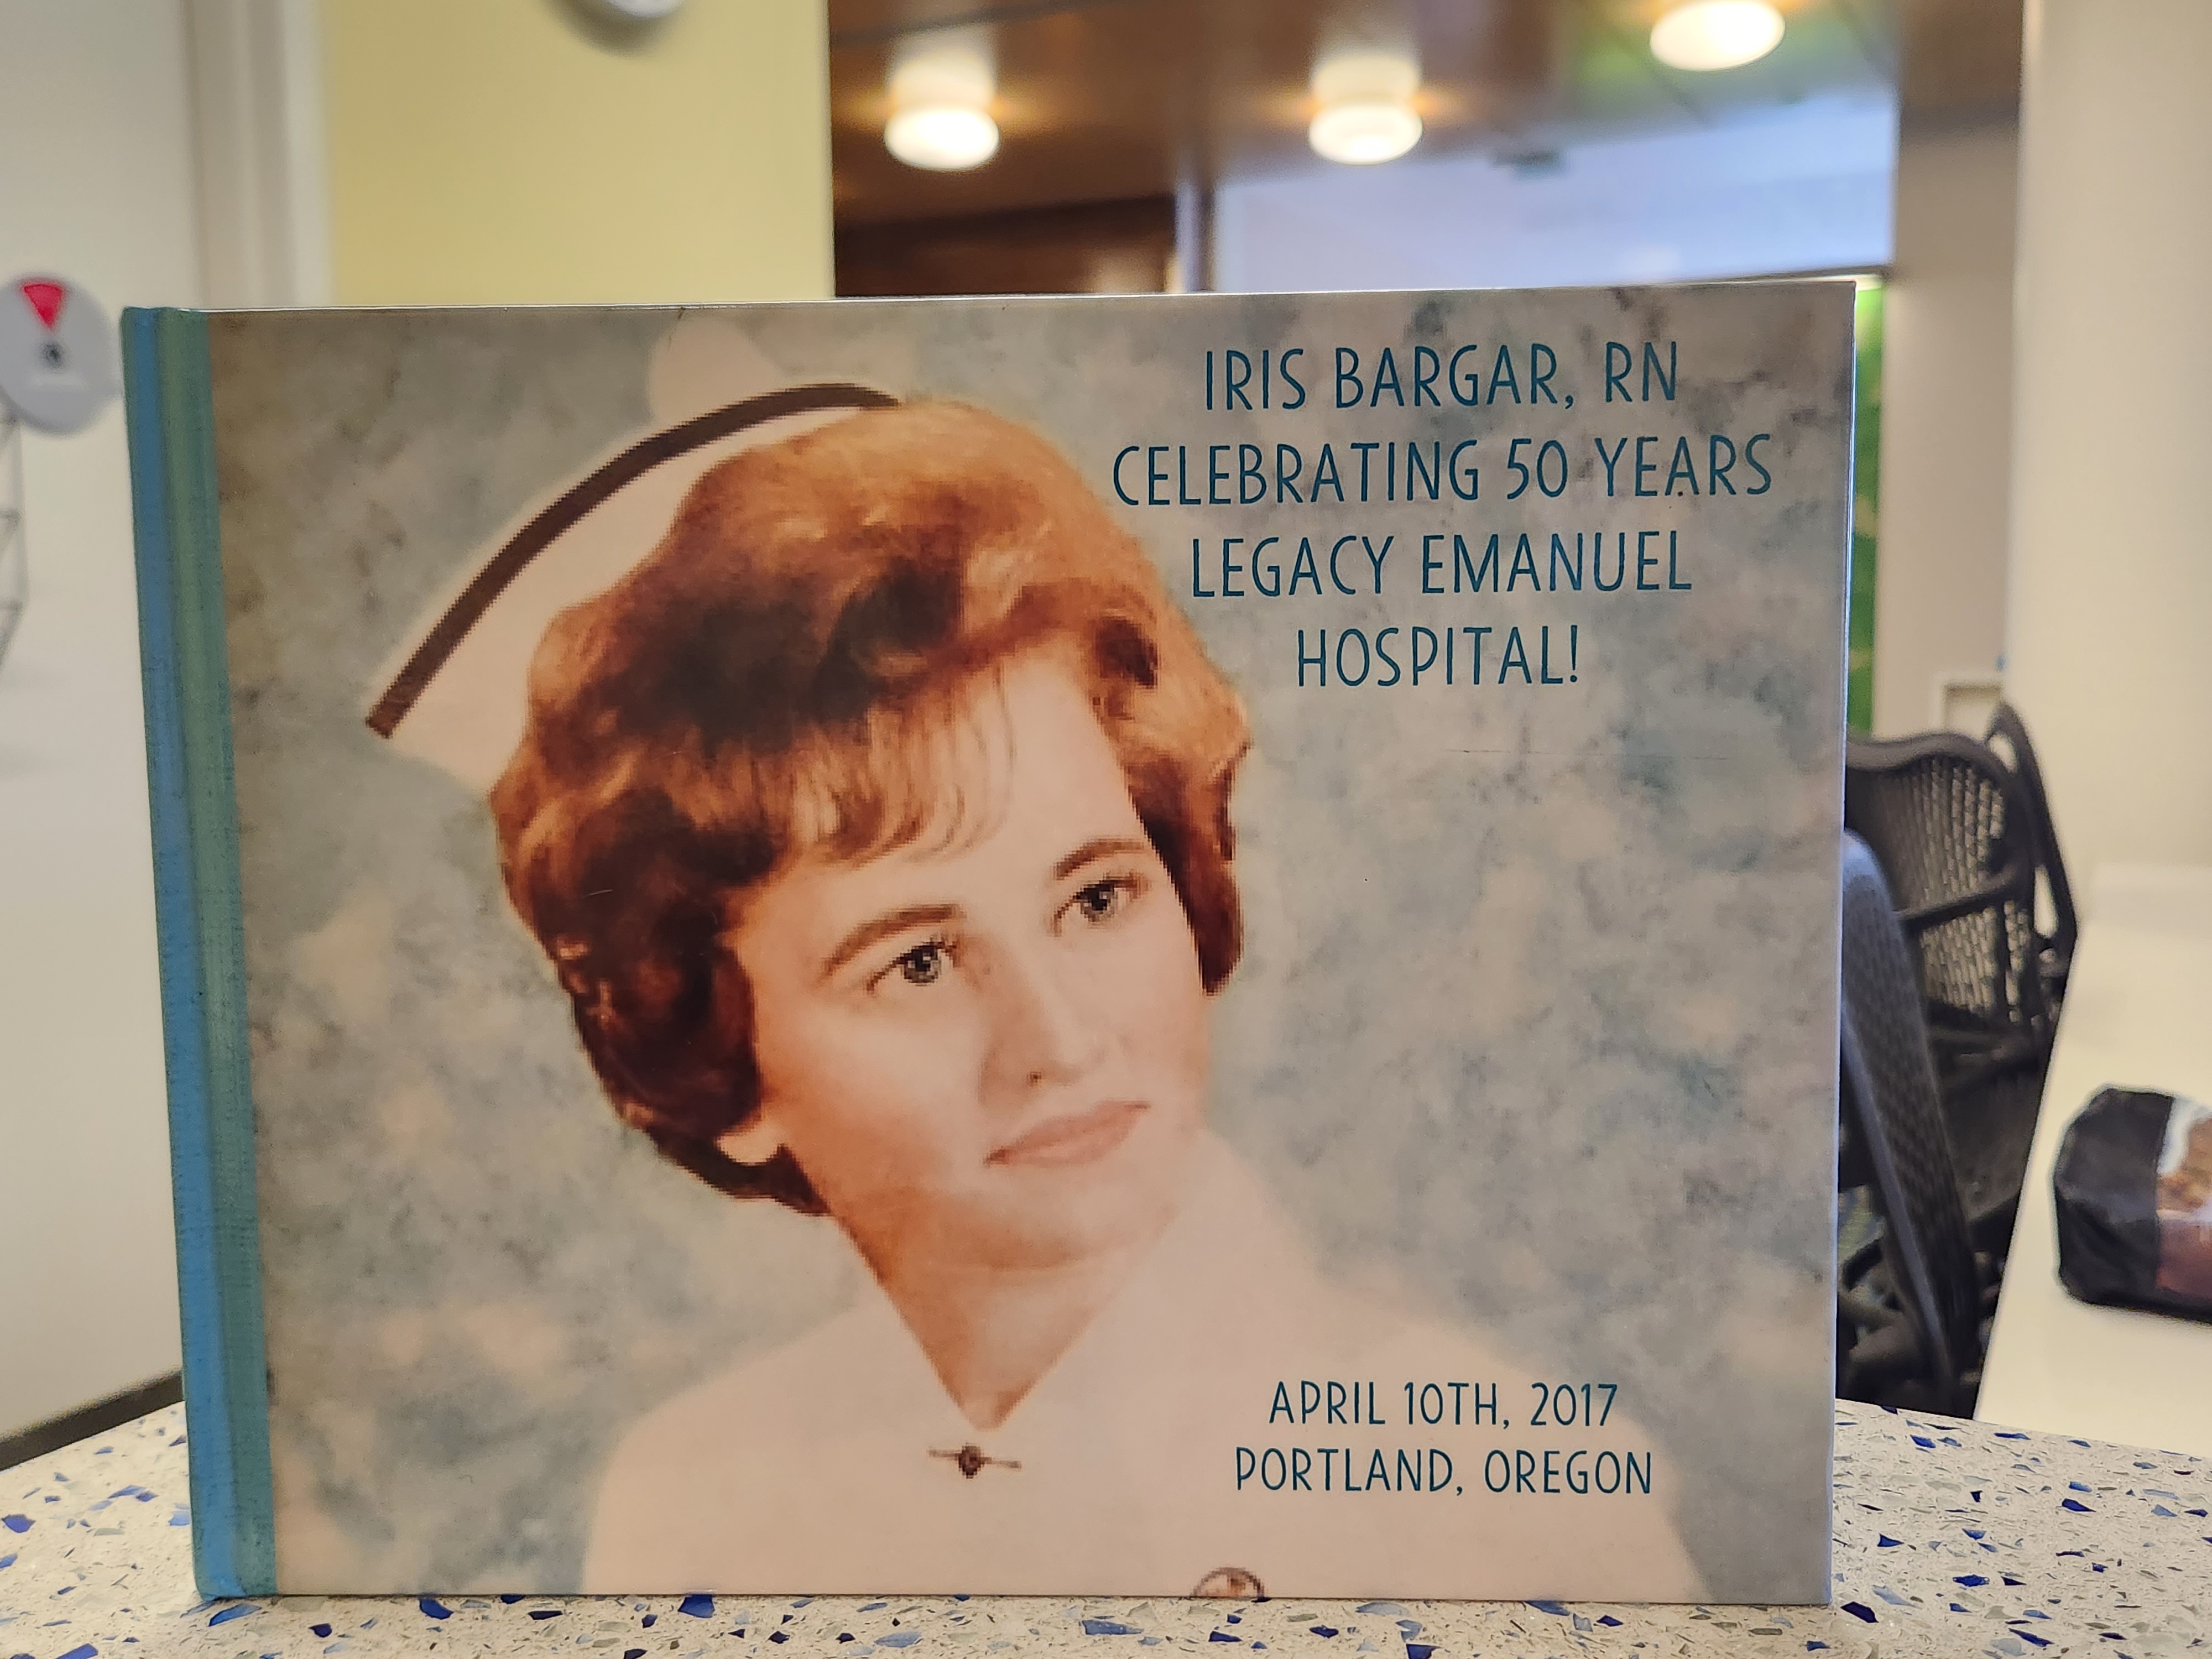 IRIS BARGAR, RN
CELEBRATING 50 YEARS
LEGACY EMANUEL
HOSPITAL!
APRIL 10TH, 2017
PORTLAND, OREGON